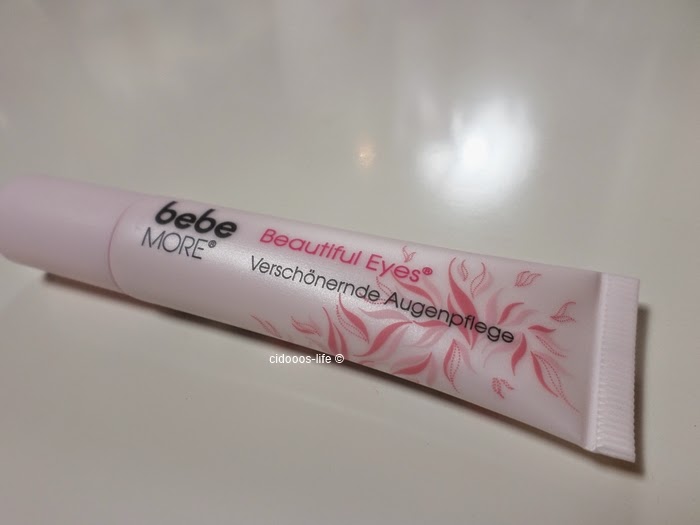 bebe
MORE®
Beautiful Eyes®
Verschönernde Augenpflege
cidooos-life ©